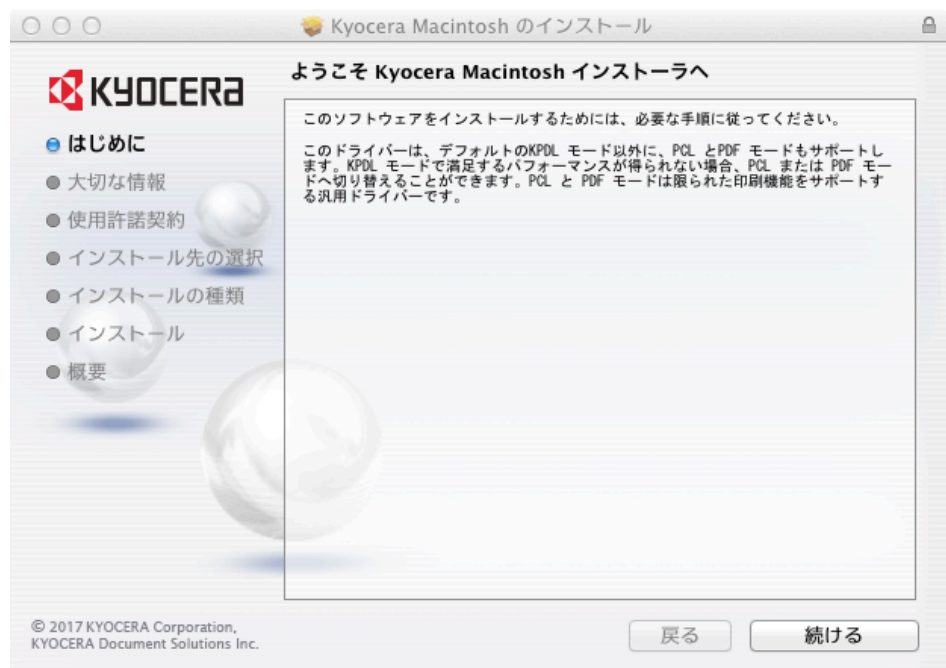 Kyocera Macintosh のインストール
KYOCERA
ようこそ Kyocera Macintosh インストーラへ
はじめに
大切な情報
使用許諾契約
インストール先の選択
インストールの種類
インストール
概要
このソフトウェアをインストールするためには、必要な手順に従ってください。
このドライバーは、デフォルトのKPDL モード以外に、PCL とPDF モードもサポートし
ます。KPDL モードで満足するパフォーマンスが得られない場合、PCL または PDF モー
ドへ切り替えることができます。PCL と PDF モードは限られた印刷機能をサポートす
る汎用ドライバーです。
© 2017 KYOCERA Corporation,
KYOCERA Document Solutions Inc.
戻る
続ける